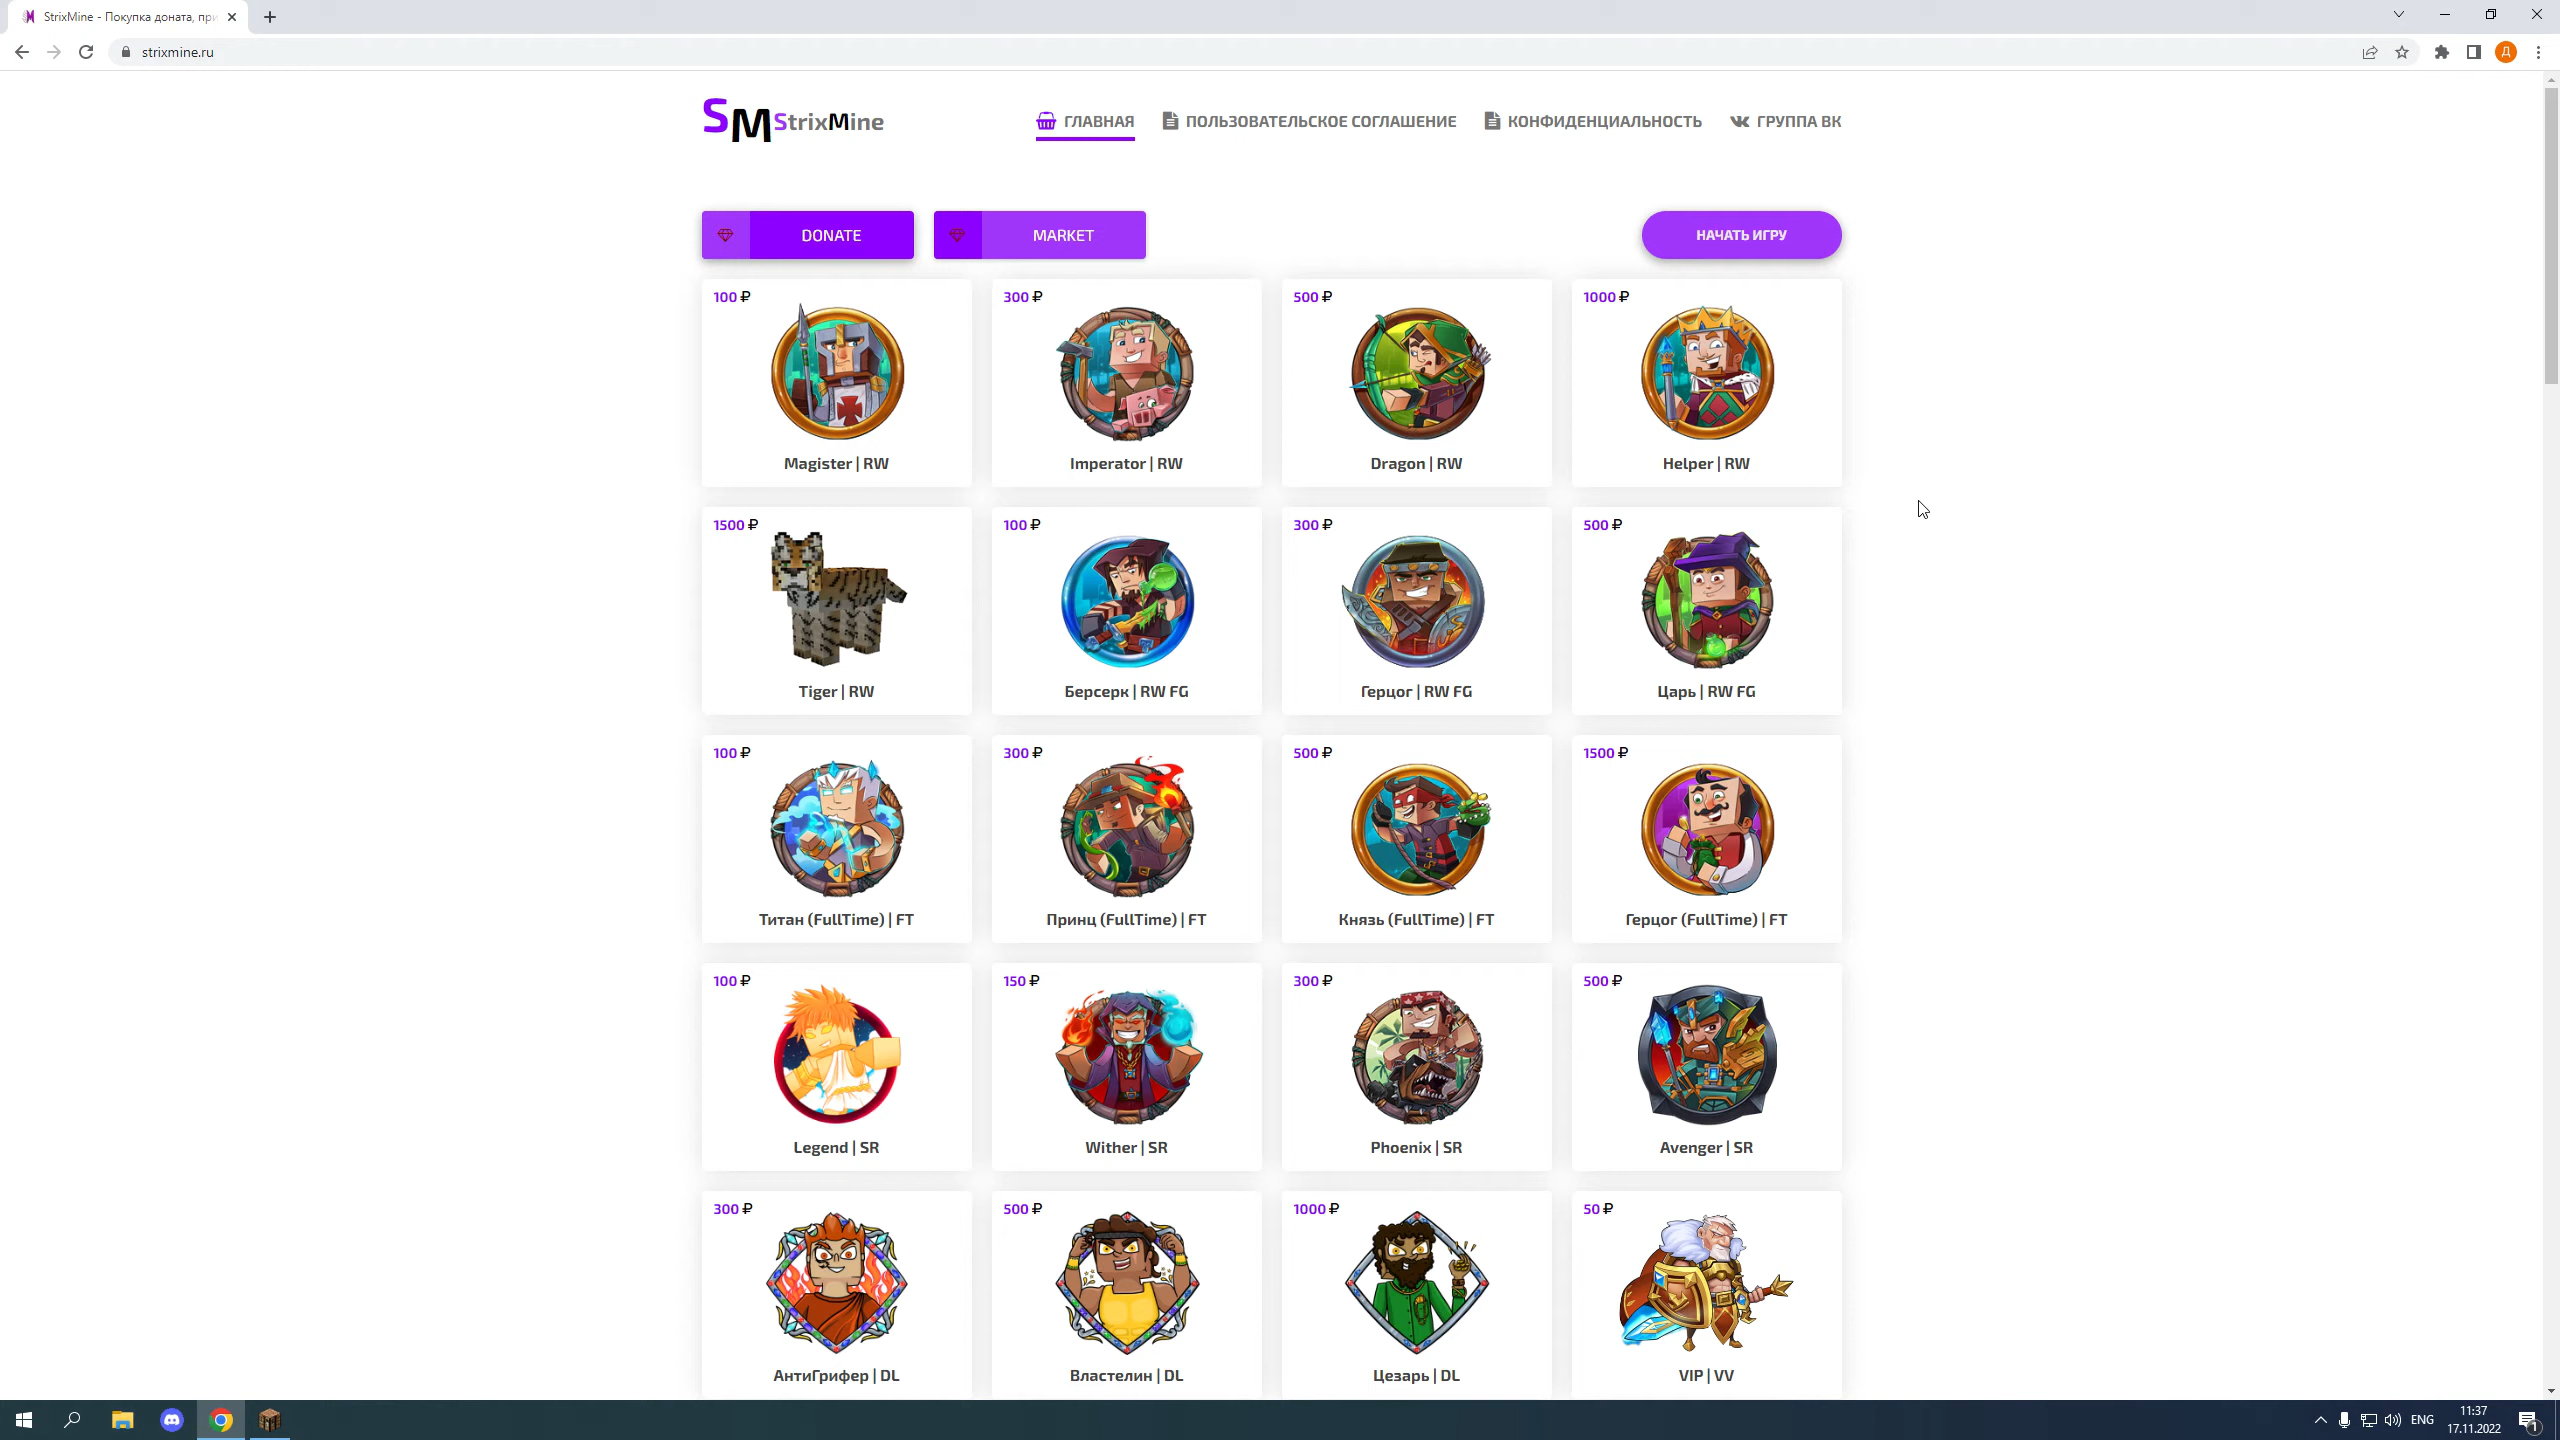 StrixMine - Покупка доната, при
strixmine.ru
Д
SM StrixMine
ГЛАВНАЯ
ПОЛЬЗОВАТЕЛЬСКОЕ СОГЛАШЕНИЕ
КОНФИДЕНЦИАЛЬНОСТЬ
ГРУППА ВК
DONATE
MARKET
НАЧАТЬ ИГРУ
100 ₽
300 ₽
500 ₽
1000 ₽
Magister | RW
Imperator | RW
Dragon | RW
Helper | RW
1500 ₽
100 ₽
300 ₽
500 ₽
Tiger | RW
Берсерк | RW FG
Герцог | RW FG
Царь | RW FG
100 ₽
300 ₽
500 ₽
1500 ₽
Титан (FullTime) | FT
Принц (FullTime) | FT
Князь (FullTime) | FT
Герцог (FullTime) | FT
100 ₽
150 ₽
300 ₽
500 ₽
Legend | SR
Wither | SR
Phoenix | SR
Avenger | SR
300 ₽
500 ₽
1000 ₽
50 ₽
АнтиГрифер | DL
Властелин | DL
Цезарь | DL
VIP | VV
ENG
11:37
17.11.2022
1